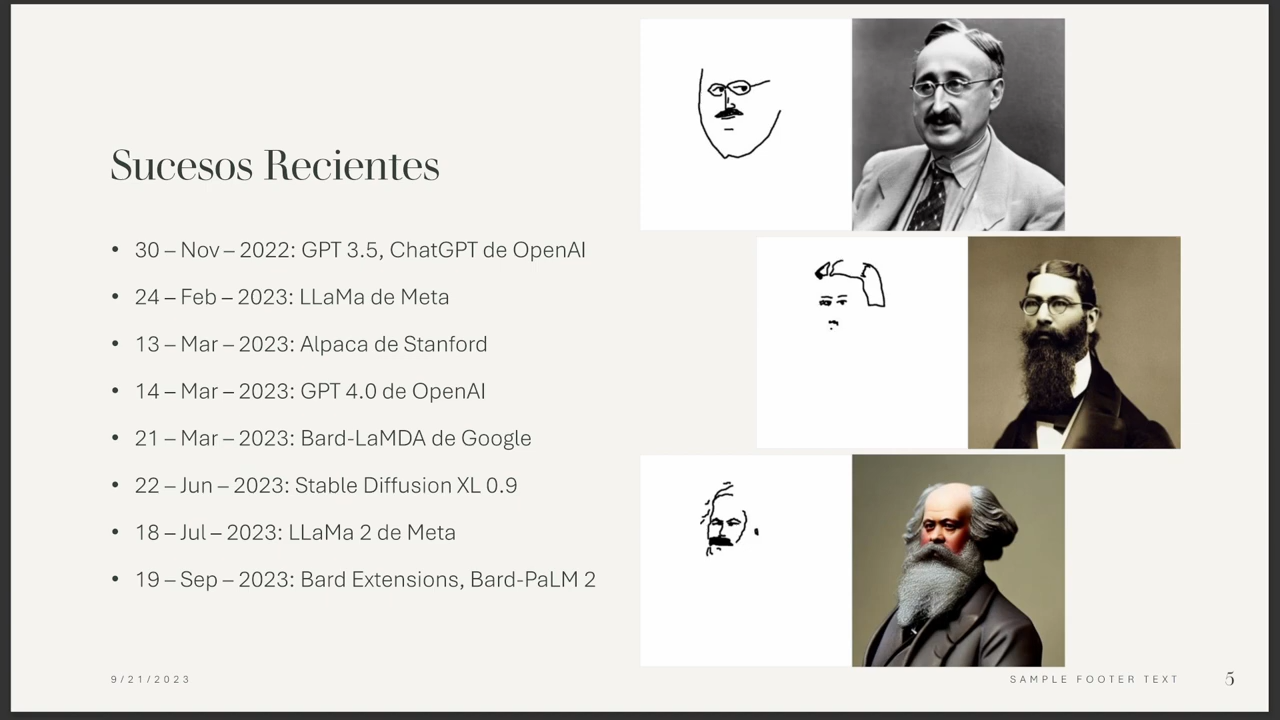 Sucesos Recientes
• 30 – Nov – 2022: GPT 3.5, ChatGPT de OpenAI
• 24 – Feb – 2023: LLaMa de Meta
• 13 – Mar – 2023: Alpaca de Stanford
• 14 – Mar – 2023: GPT 4.0 de OpenAI
• 21 – Mar – 2023: Bard-LaMDA de Google
• 22 – Jun – 2023: Stable Diffusion XL 0.9
• 18 – Jul – 2023: LLaMa 2 de Meta
• 19 – Sep – 2023: Bard Extensions, Bard-PaLM 2
9/21/2023
SAMPLE FOOTER TEXT
5